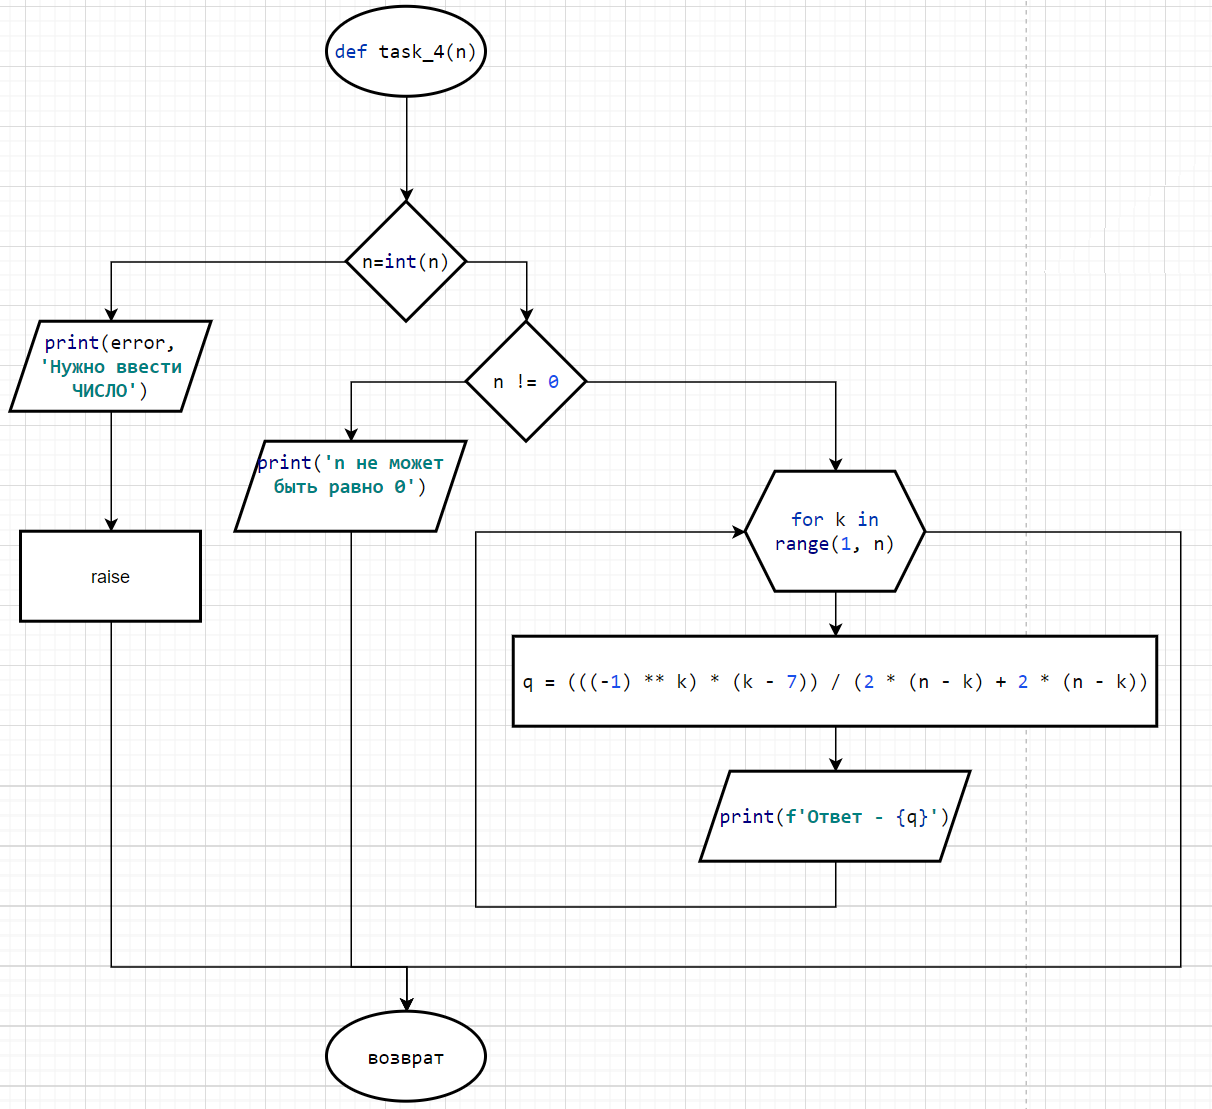 def task_4(n)
n=int(n)
print(error,
'Нужно ввести
ЧИСЛО')
n != 0
print('n не может
быть равно 0')
for k in
range(1, n)
raise
q = (((-1) ** k) * (k - 7)) / (2 * (n - k) + 2 * (n - k))
print(f'Ответ - {q}')
возврат